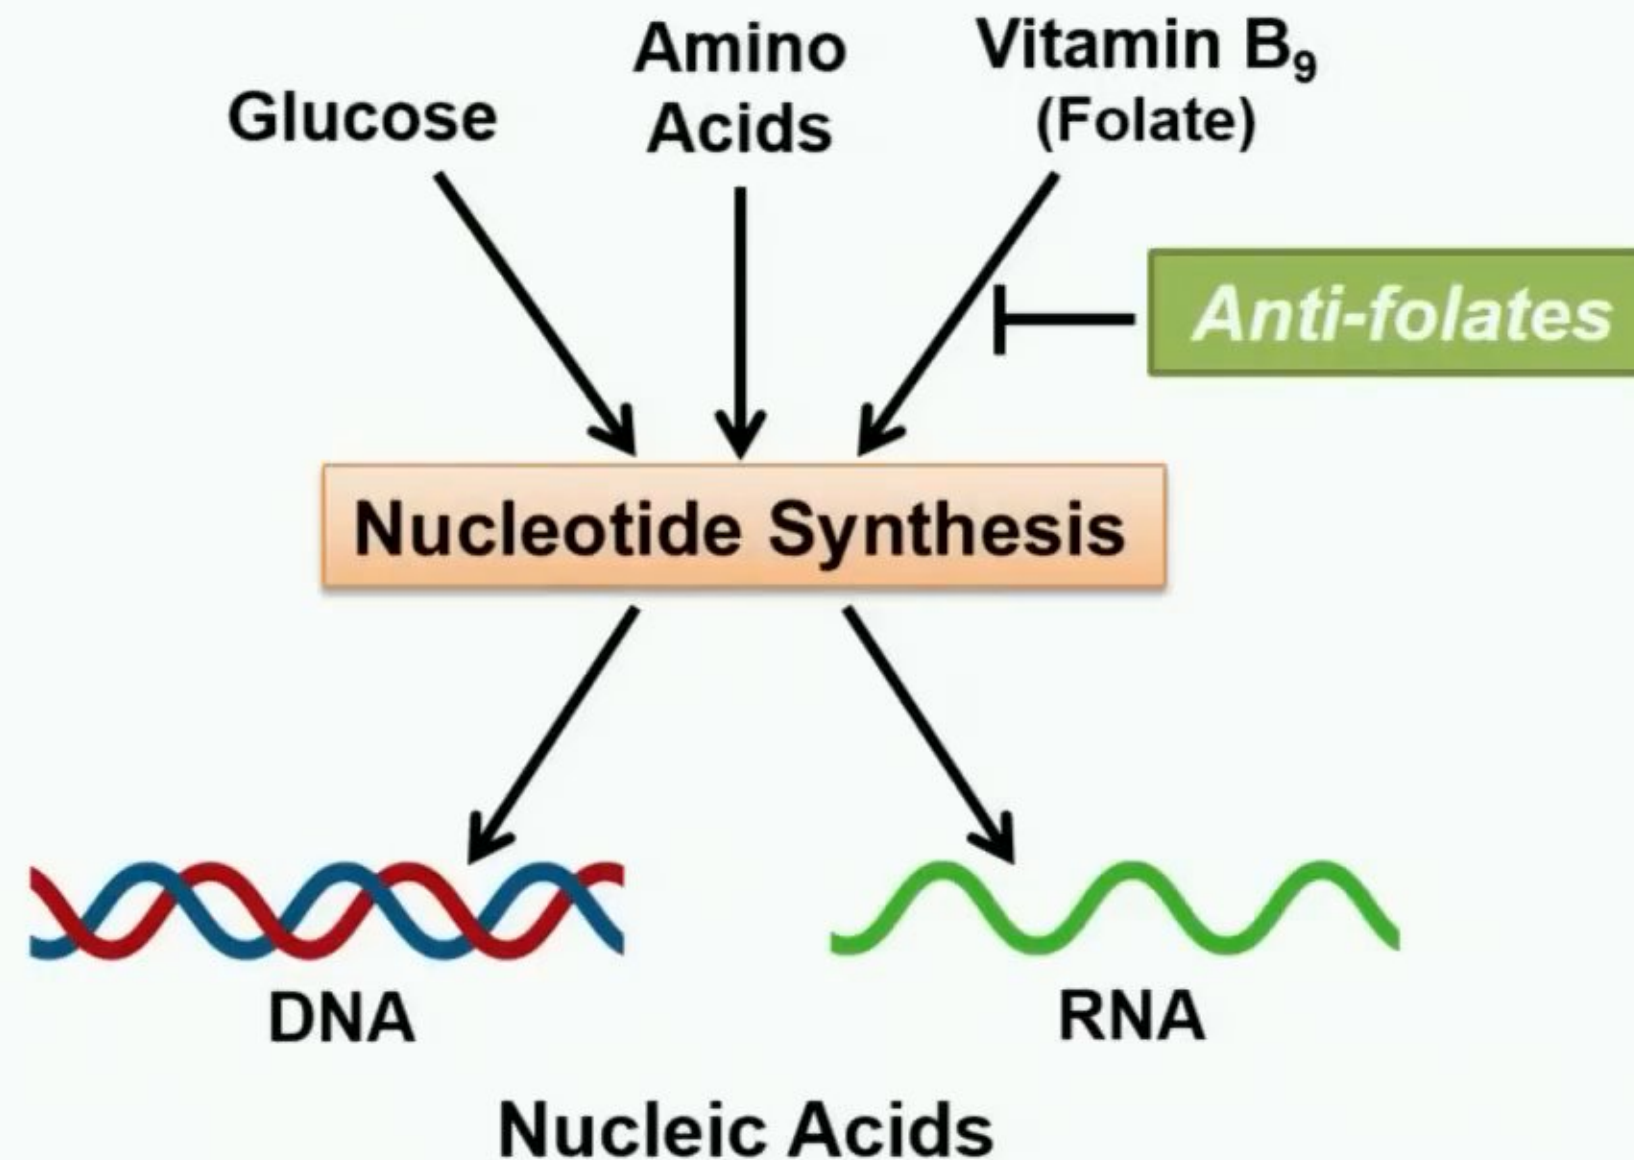 Glucose
Amino
Acids
Vitamin B₉
(Folate)
Anti-folates
Nucleotide Synthesis
DNA
RNA
Nucleic Acids